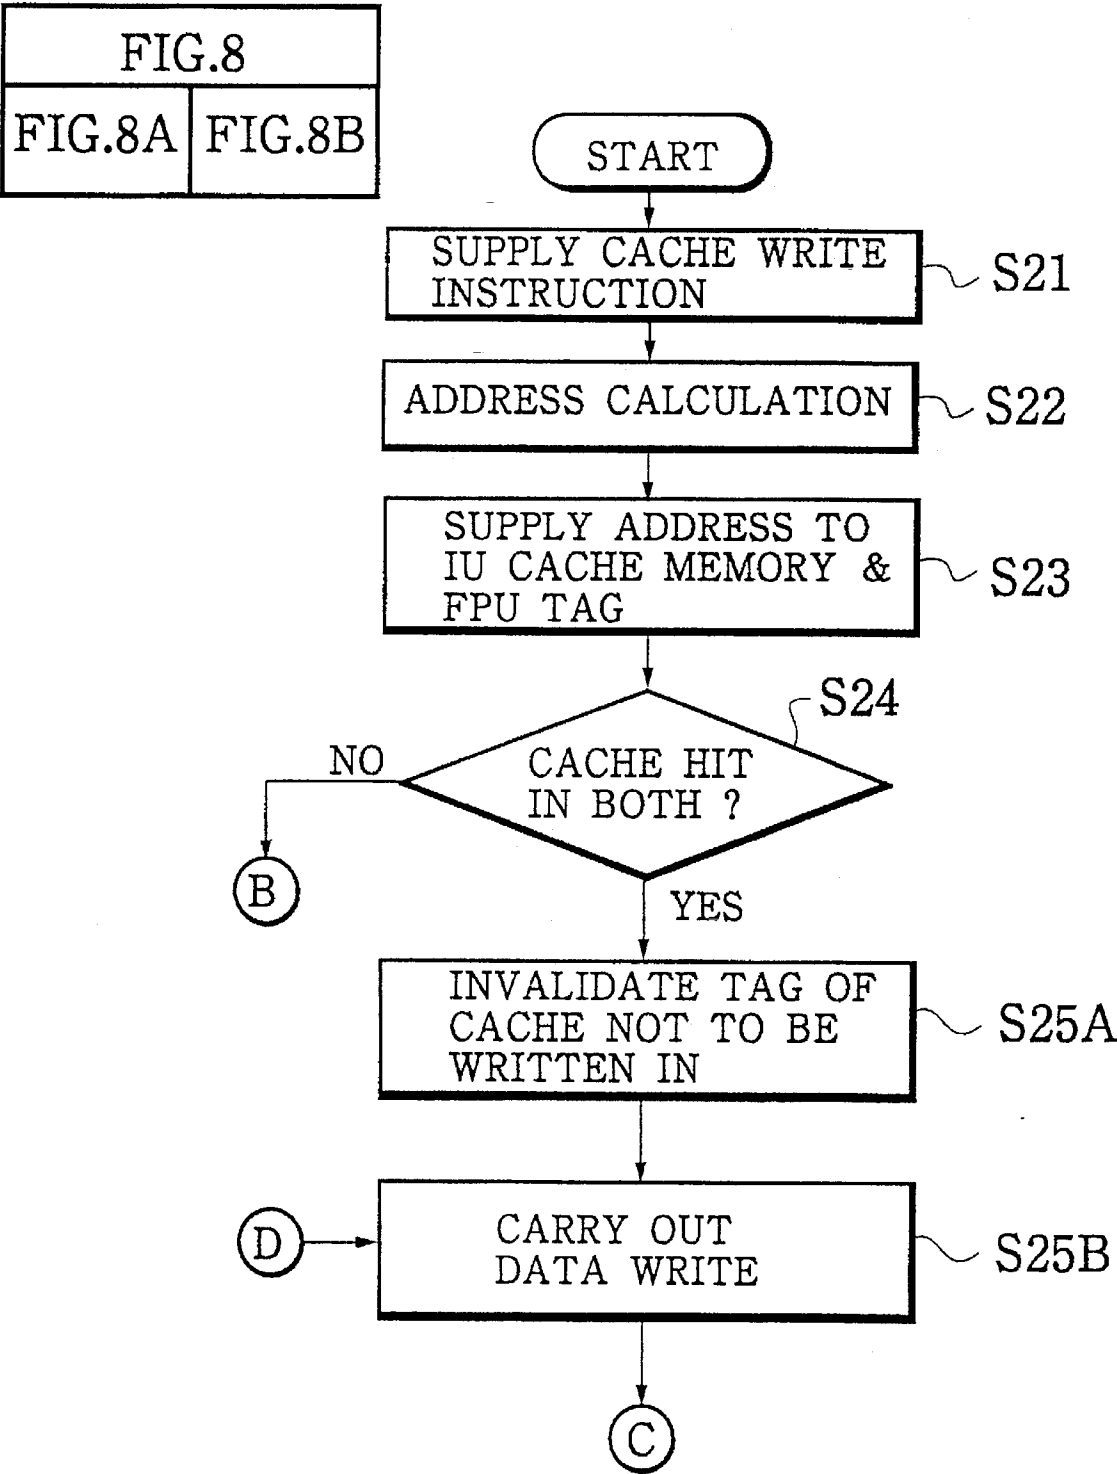 FIG.8
FIG.8A FIG.8B
START
SUPPLY CACHE WRITE
INSTRUCTION
S21
ADDRESS CALCULATION
S22
SUPPLY ADDRESS TO
IU CACHE MEMORY &
FPU TAG
S23
S24
CACHE HIT
IN BOTH ?
NO
B
YES
INVALIDATE TAG OF
CACHE NOT TO BE
WRITTEN IN
S25A
D
CARRY OUT
DATA WRITE
S25B
C